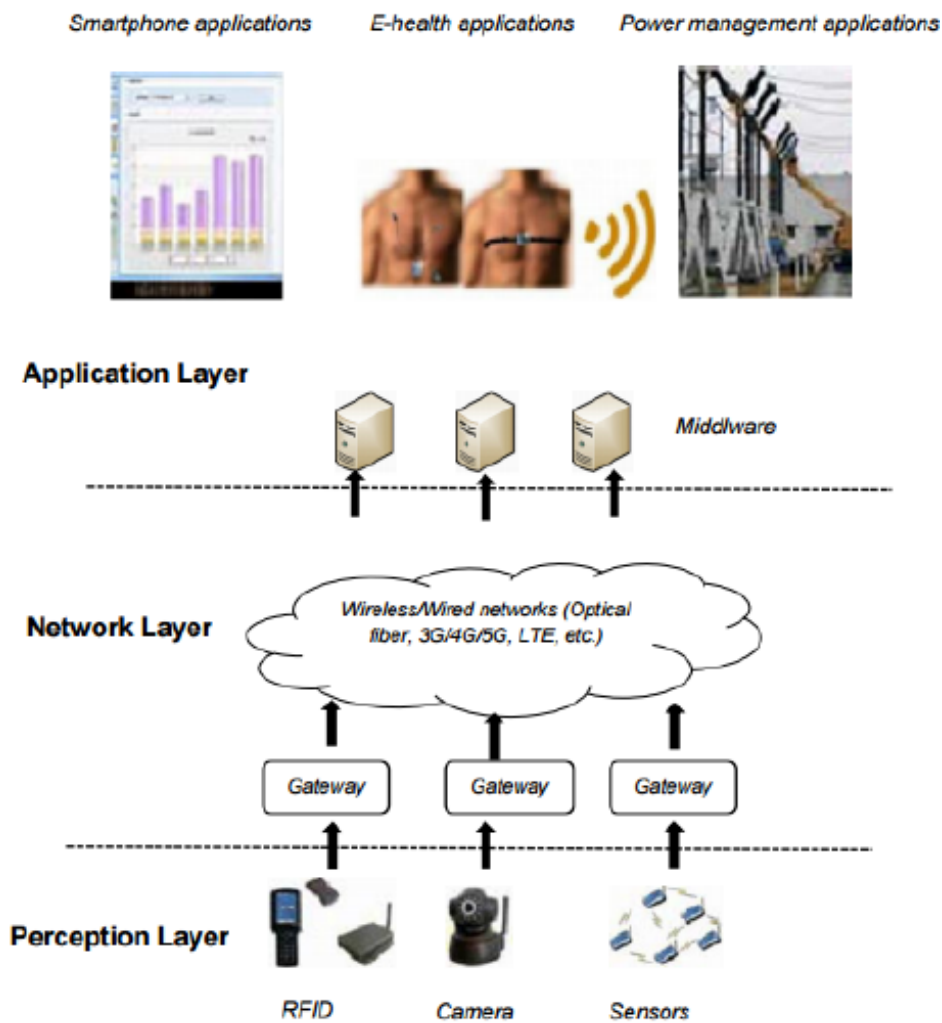 Smartphone applications
E-health applications
Power management applications
Application Layer
Middlware
Network Layer
Wireless/Wired networks (Optical
fiber, 3G/4G/5G, LTE, etc.)
Gateway
Gateway
Gateway
Perception Layer
RFID
Camera
Sensors